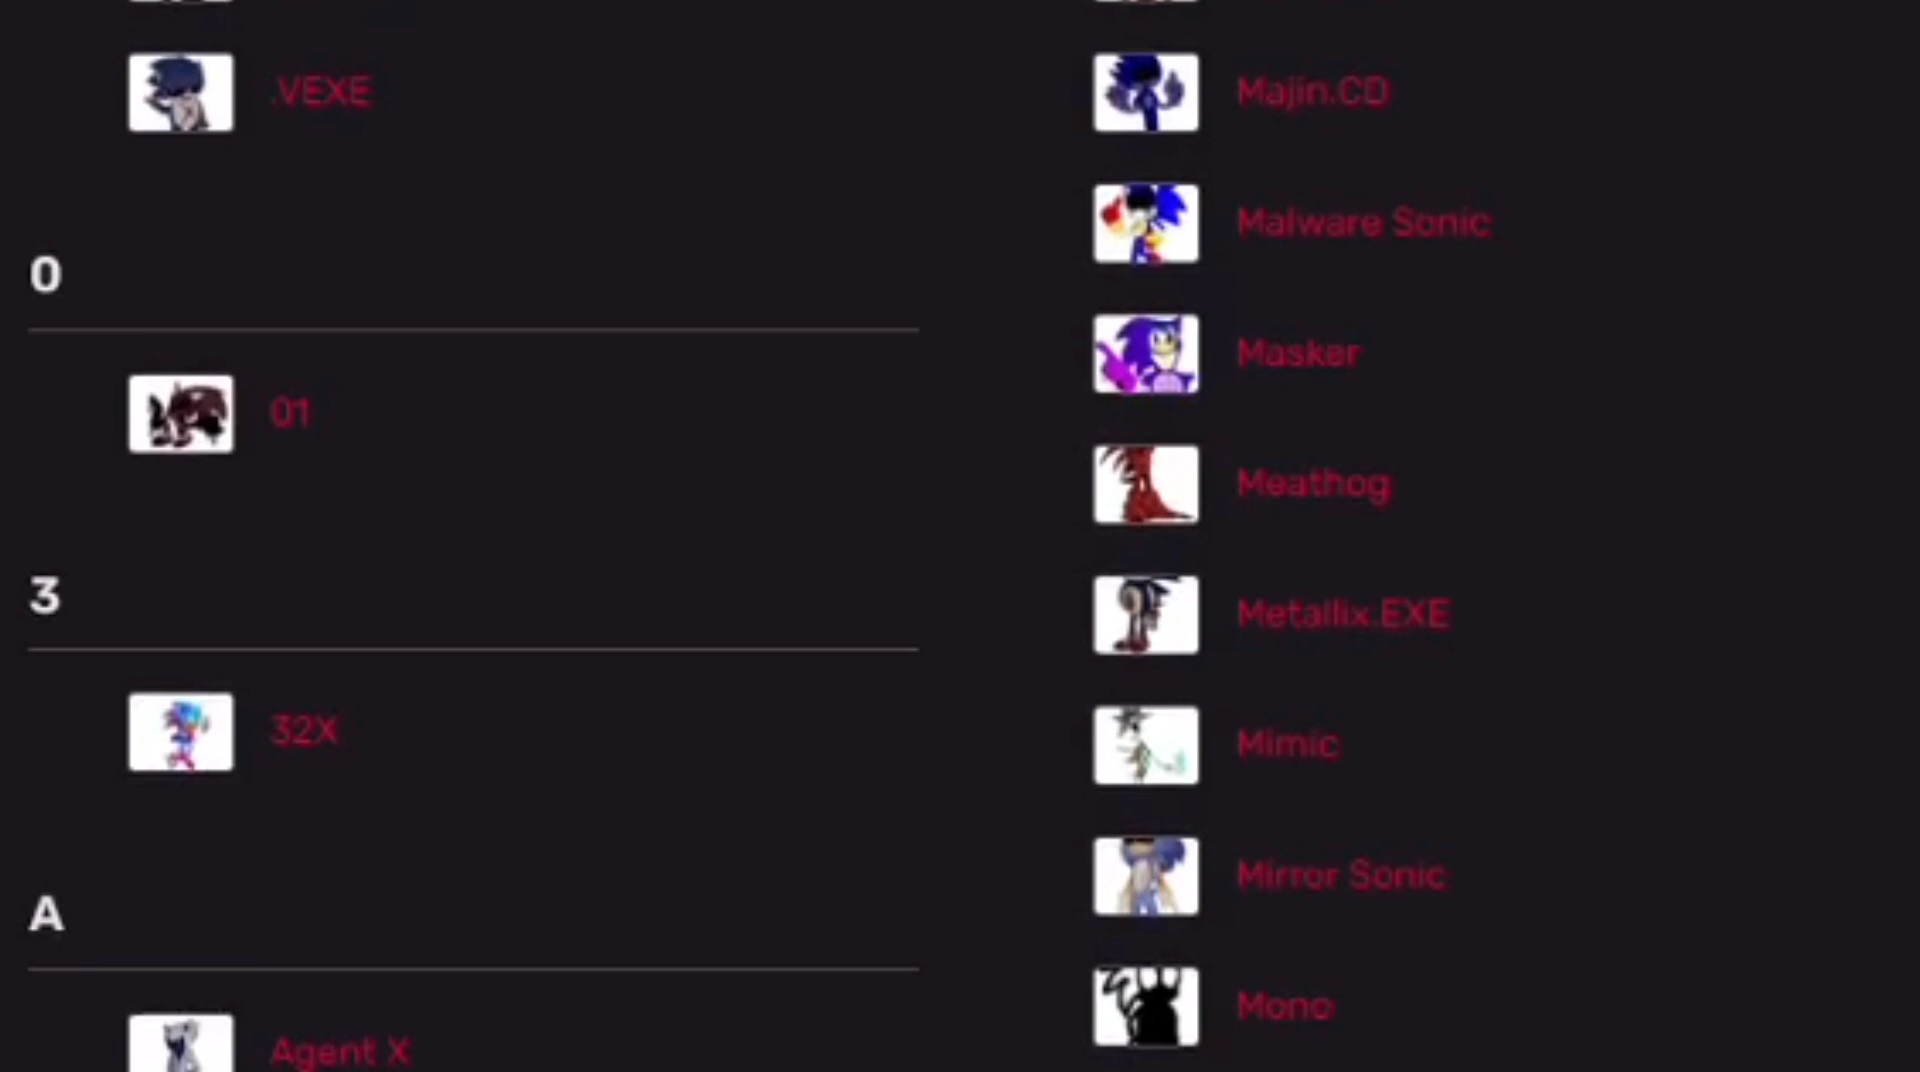 .VEXE
0
01
3
32X
A
Agent X
Majin.CD
Malware Sonic
Masker
Meathog
Metallix.EXE
Mimic
Mirror Sonic
Mono